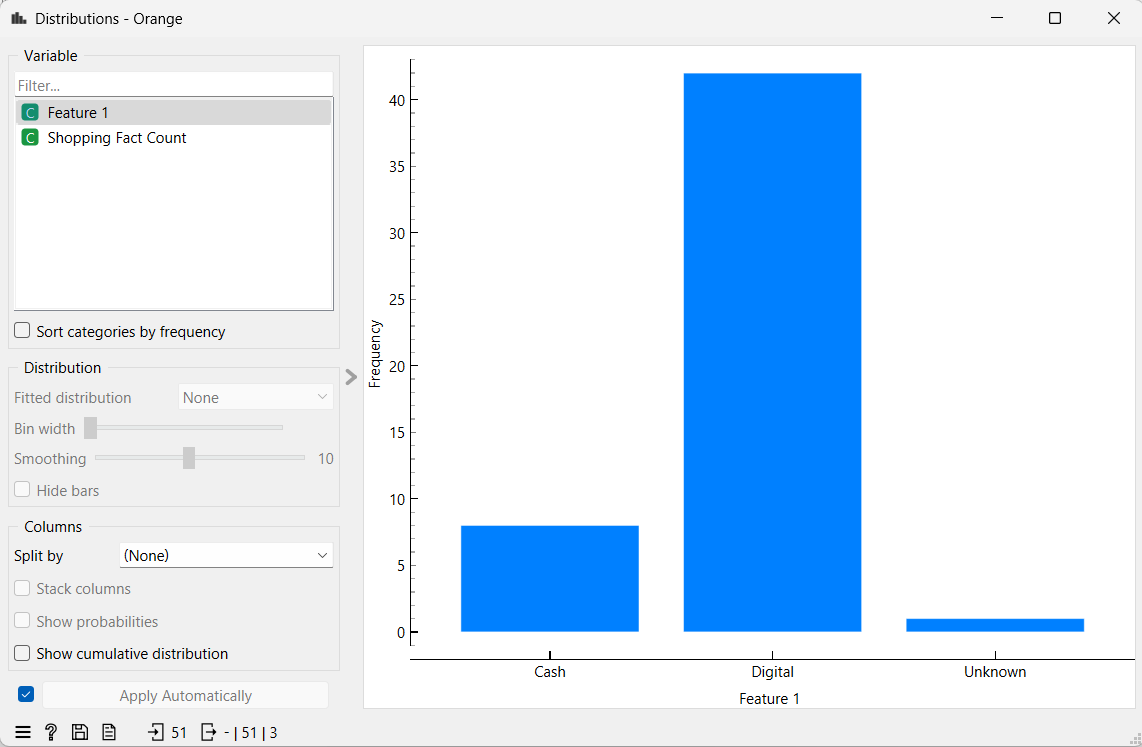 Distributions - Orange
Variable
Filter...
C Feature 1
C Shopping Fact Count
Sort categories by frequency
Distribution
Fitted distribution None
Bin width
Smoothing 10
Hide bars
Columns
Split by (None)
Stack columns
Show probabilities
Show cumulative distribution
Apply Automatically
? 51 - | 51 | 3
Frequency
40
35
30
25
20
15
10
5
0
Cash Digital Unknown
Feature 1